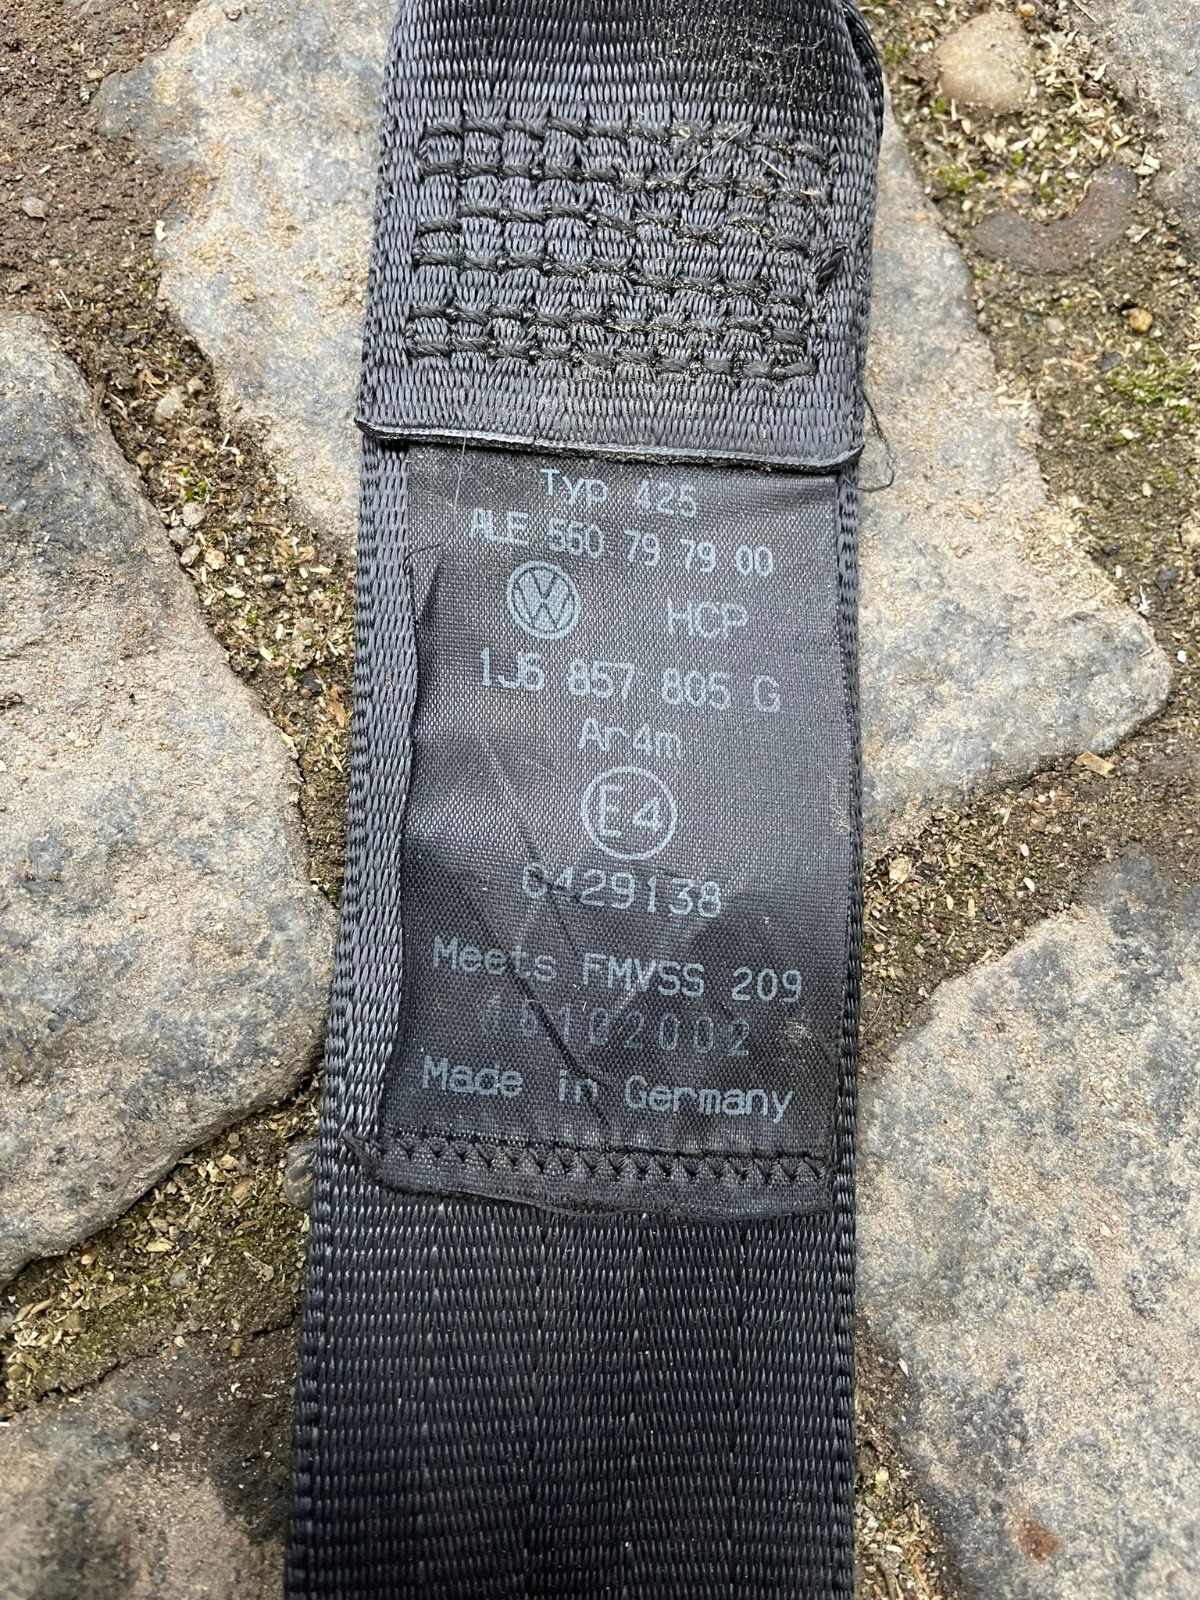 Typ 425
ALE 550 79 79 00
HCP
1J6 857 805 G
Ar4m
E4
0429138
Meets FMVSS 209
16102002
Made in Germany